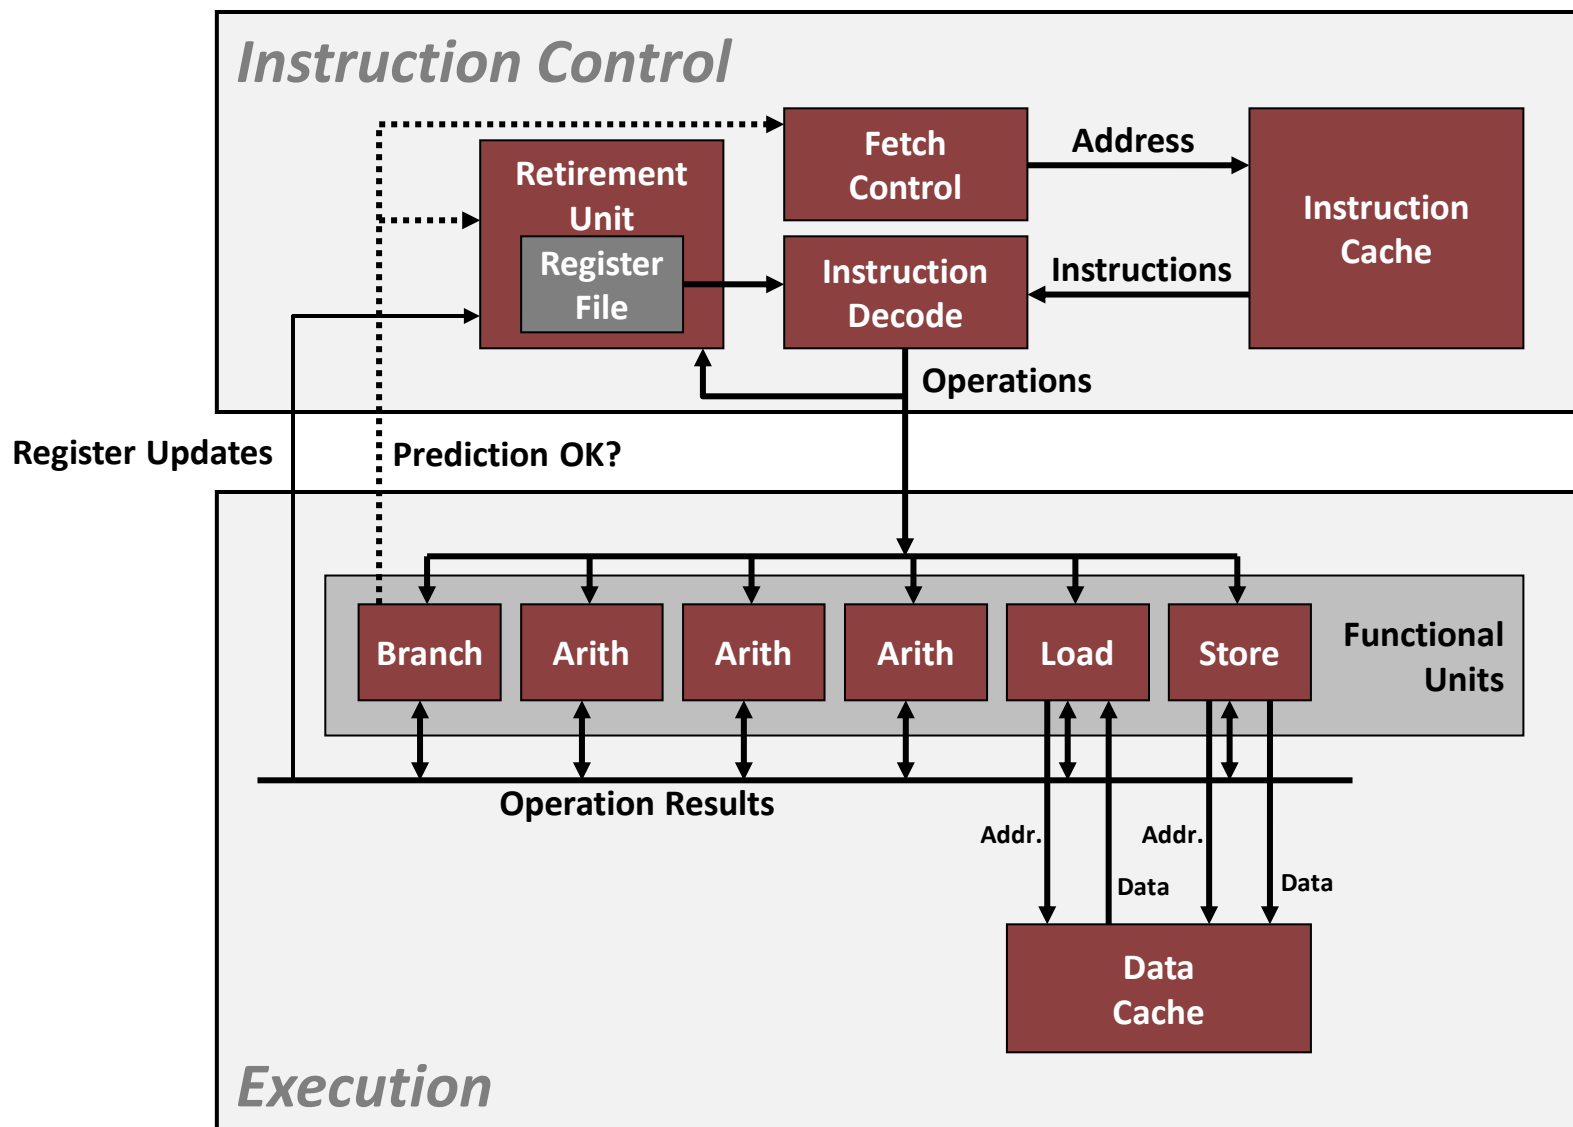 Instruction Control
Fetch
Control
Address
Instruction
Cache
Retirement
Unit
Register
File
Instruction
Decode
Instructions
Operations
Register Updates
Prediction OK?
Branch
Arith
Arith
Arith
Load
Store
Functional
Units
Operation Results
Addr.
Addr.
Data
Data
Data
Cache
Execution